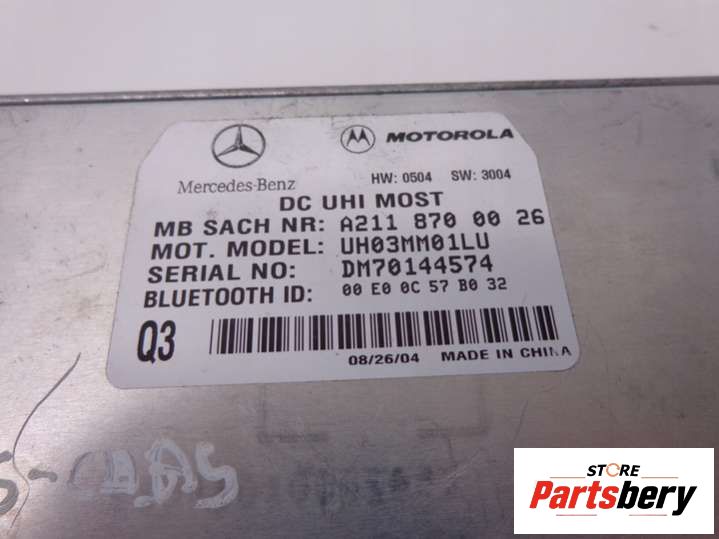 MOTOROLA
Mercedes-Benz
HW: 0504 SW: 3004
DC UHI MOST
MB SACH NR: A211 870 00 26
MOT. MODEL: UH03MM01LU
SERIAL NO: DM70144574
BLUETOOTH ID: 00 E0 0C 57 B0 32
Q3
08/26/04 MADE IN CHINA
STORE
Partsbery